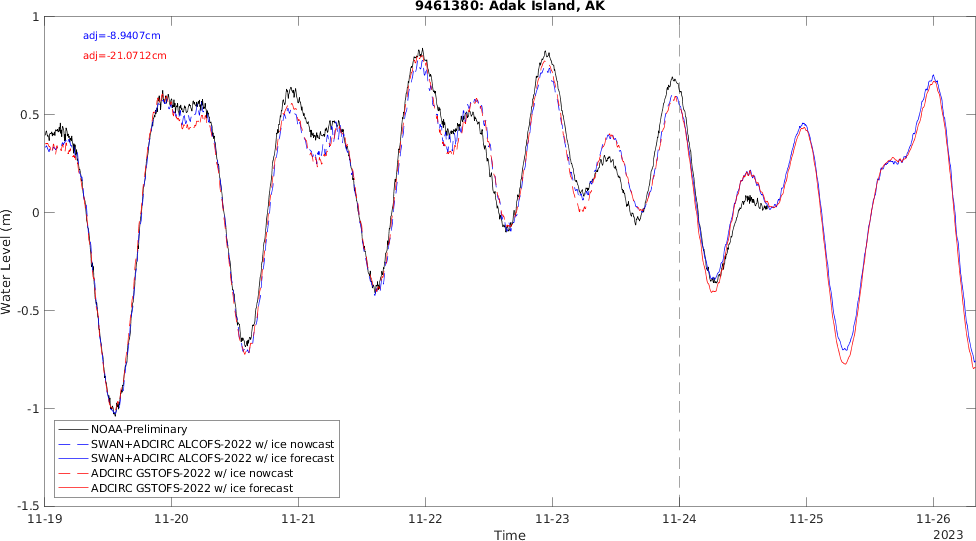 9461380: Adak Island, AK
adj=-8.9407cm
adj=-21.0712cm
1
0.5
0
-0.5
-1
-1.5
Water Level (m)
NOAA-Preliminary
SWAN+ADCIRC ALCOFS-2022 w/ ice nowcast
SWAN+ADCIRC ALCOFS-2022 w/ ice forecast
ADCIRC GSTOFS-2022 w/ ice nowcast
ADCIRC GSTOFS-2022 w/ ice forecast
11-19 11-20 11-21 11-22 11-23 11-24 11-25 11-26
Time
2023